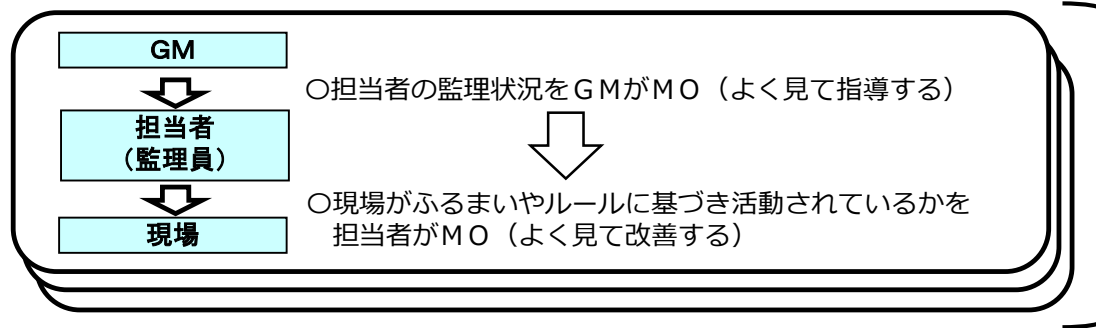 GM
〇担当者の監理状況をＧＭがＭＯ（よく見て指導する）
担当者
（監理員）
〇現場がふるまいやルールに基づき活動されているかを
担当者がＭＯ（よく見て改善する）
現場